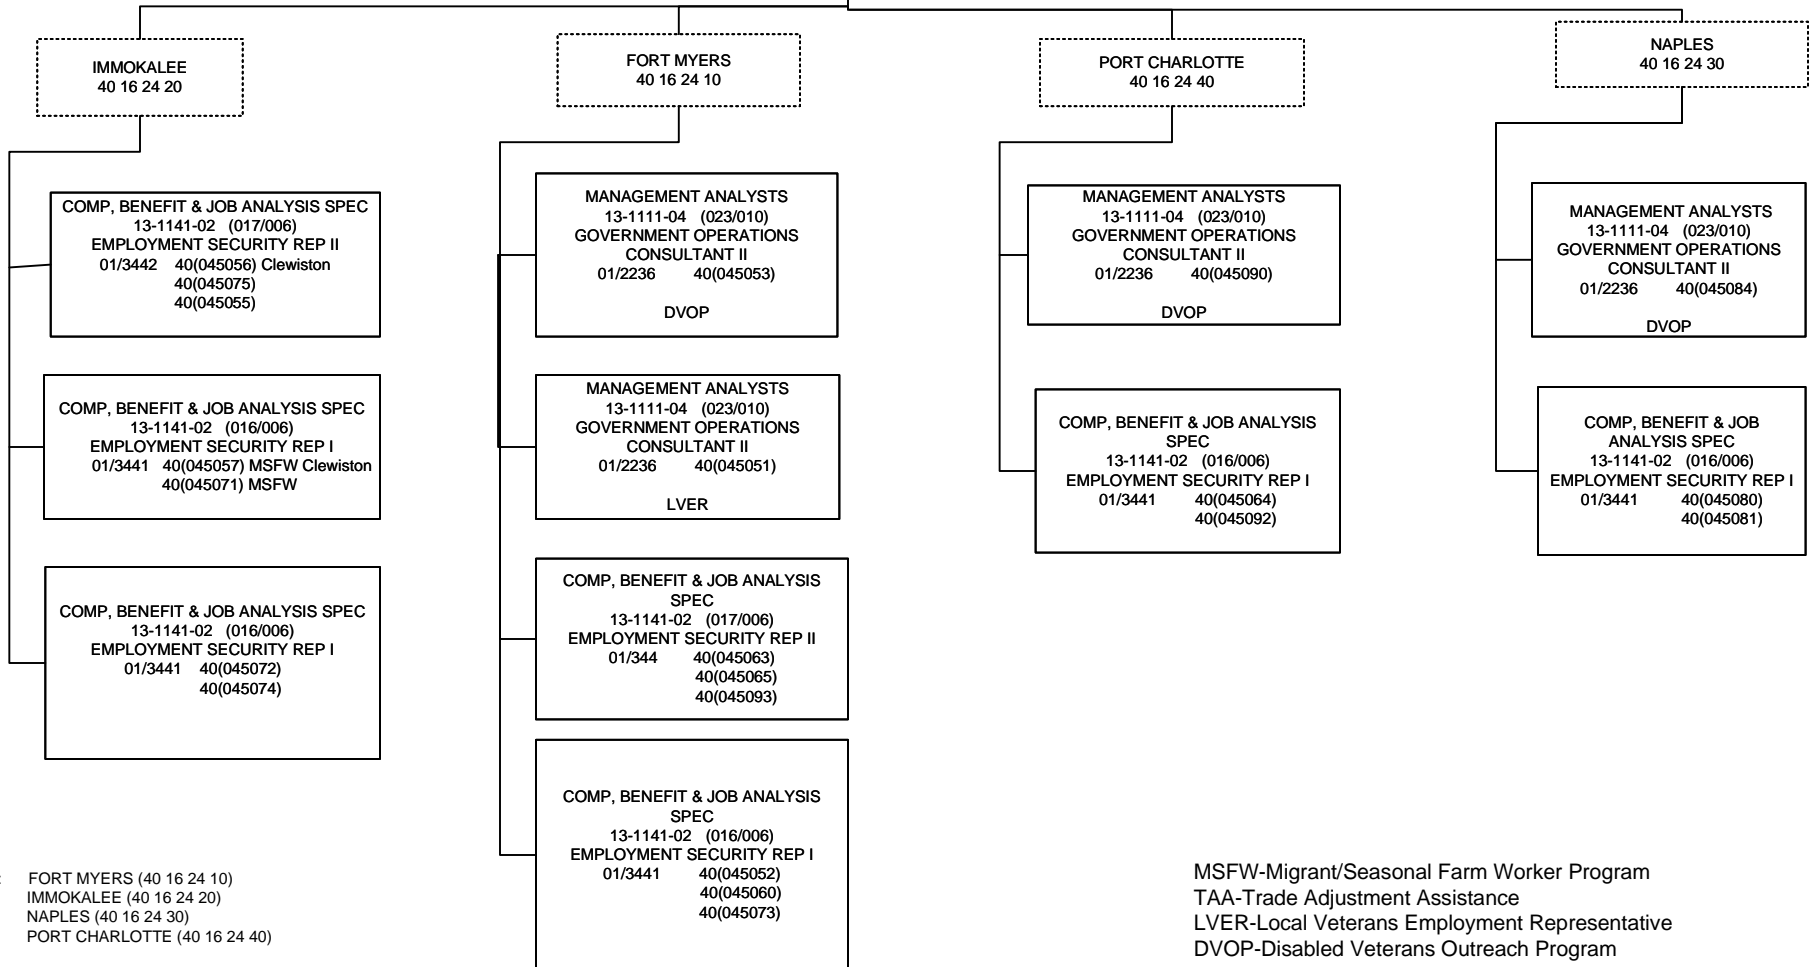 IMMOKALEE
40 16 24 20
COMP, BENEFIT & JOB ANALYSIS SPEC
13-1141-02 (017/006)
EMPLOYMENT SECURITY REP II
01/3442 40(045056) Clewiston
40(045075)
40(045055)
COMP, BENEFIT & JOB ANALYSIS SPEC
13-1141-02 (016/006)
EMPLOYMENT SECURITY REP I
01/3441 40(045057) MSFW Clewiston
40(045071) MSFW
COMP, BENEFIT & JOB ANALYSIS SPEC
13-1141-02 (016/006)
EMPLOYMENT SECURITY REP I
01/3441 40(045072)
40(045074)
FORT MYERS
40 16 24 10
MANAGEMENT ANALYSTS
13-1111-04 (023/010)
GOVERNMENT OPERATIONS
CONSULTANT II
01/2236 40(045053)
DVOP
MANAGEMENT ANALYSTS
13-1111-04 (023/010)
GOVERNMENT OPERATIONS
CONSULTANT II
01/2236 40(045051)
LVER
COMP, BENEFIT & JOB ANALYSIS
SPEC
13-1141-02 (017/006)
EMPLOYMENT SECURITY REP II
01/344 40(045063)
40(045065)
40(045093)
COMP, BENEFIT & JOB ANALYSIS
SPEC
13-1141-02 (016/006)
EMPLOYMENT SECURITY REP I
01/3441 40(045052)
40(045060)
40(045073)
PORT CHARLOTTE
40 16 24 40
MANAGEMENT ANALYSTS
13-1111-04 (023/010)
GOVERNMENT OPERATIONS
CONSULTANT II
01/2236 40(045090)
DVOP
COMP, BENEFIT & JOB ANALYSIS
SPEC
13-1141-02 (016/006)
EMPLOYMENT SECURITY REP I
01/3441 40(045064)
40(045092)
NAPLES
40 16 24 30
MANAGEMENT ANALYSTS
13-1111-04 (023/010)
GOVERNMENT OPERATIONS
CONSULTANT II
01/2236 40(045084)
DVOP
COMP, BENEFIT & JOB
ANALYSIS SPEC
13-1141-02 (016/006)
EMPLOYMENT SECURITY REP I
01/3441 40(045080)
40(045081)
: FORT MYERS (40 16 24 10)
IMMOKALEE (40 16 24 20)
NAPLES (40 16 24 30)
PORT CHARLOTTE (40 16 24 40)
MSFW-Migrant/Seasonal Farm Worker Program
TAA-Trade Adjustment Assistance
LVER-Local Veterans Employment Representative
DVOP-Disabled Veterans Outreach Program